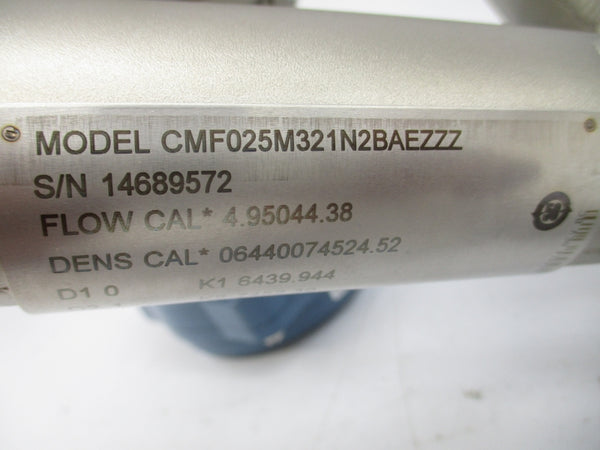 MODEL CMF025M321N2BAEZZZ
S/N 14689572
FLOW CAL* 4.95044.38
DENS CAL* 06440074524.52
D1 0 K1 6439.944